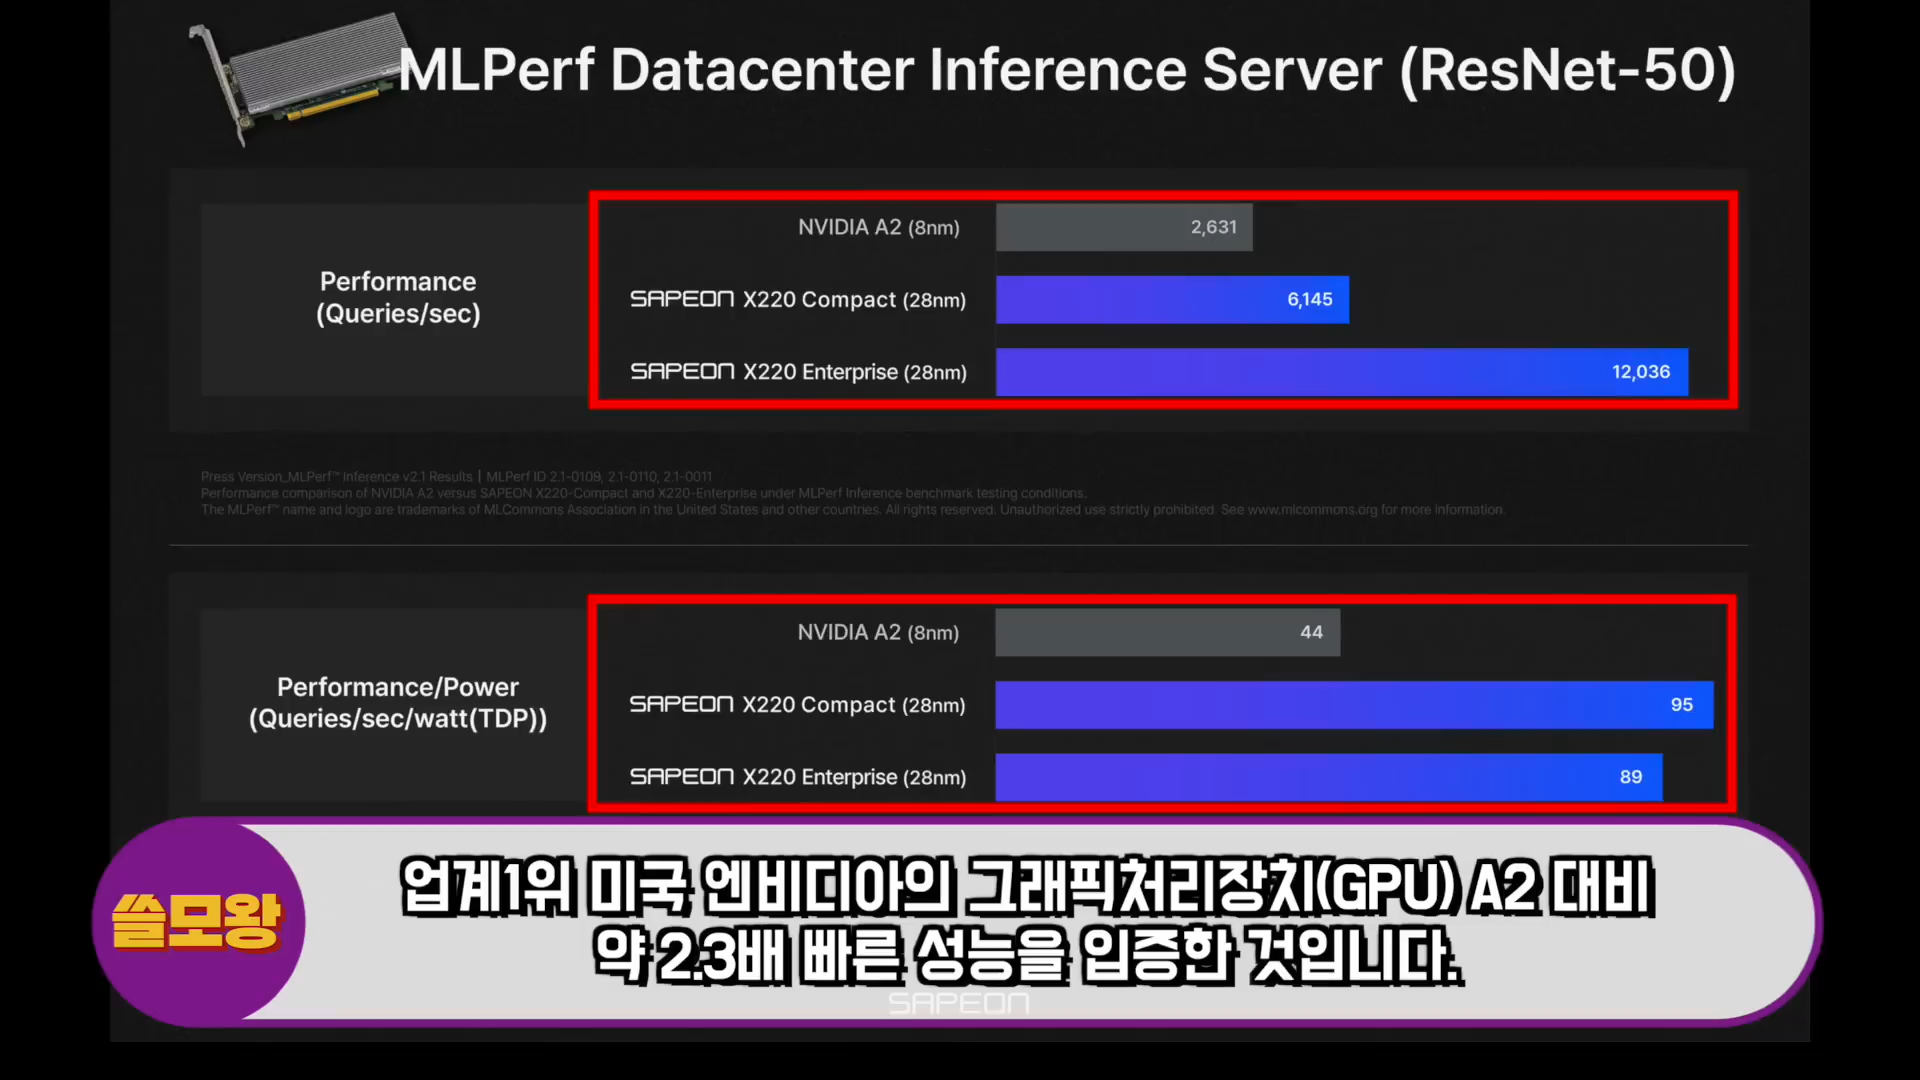 MLPerf Datacenter Inference Server (ResNet-50)
Performance
(Queries/sec)
NVIDIA A2 (8nm)
2,631
SAPEON X220 Compact (28nm)
6,145
SAPEON X220 Enterprise (28nm)
12,036
Press Version_MLPerf™ Inference v2.1 Results | MLPerf ID 2.1-0109, 2.1-0110, 2.1-0011
Performance comparison of NVIDIA A2 versus SAPEON X220-Compact and X220-Enterprise under MLPerf Inference benchmark testing conditions.
The MLPerf™ name and logo are trademarks of MLCommons Association in the United States and other countries. All rights reserved. Unauthorized use strictly prohibited. See www.mlcommons.org for more information.
Performance/Power
(Queries/sec/watt(TDP))
NVIDIA A2 (8nm)
44
SAPEON X220 Compact (28nm)
95
SAPEON X220 Enterprise (28nm)
89
쓸모왕
업계1위 미국 엔비디아의 그래픽처리장치(GPU) A2 대비
약 2.3배 빠른 성능을 입증한 것입니다.
SAPEON